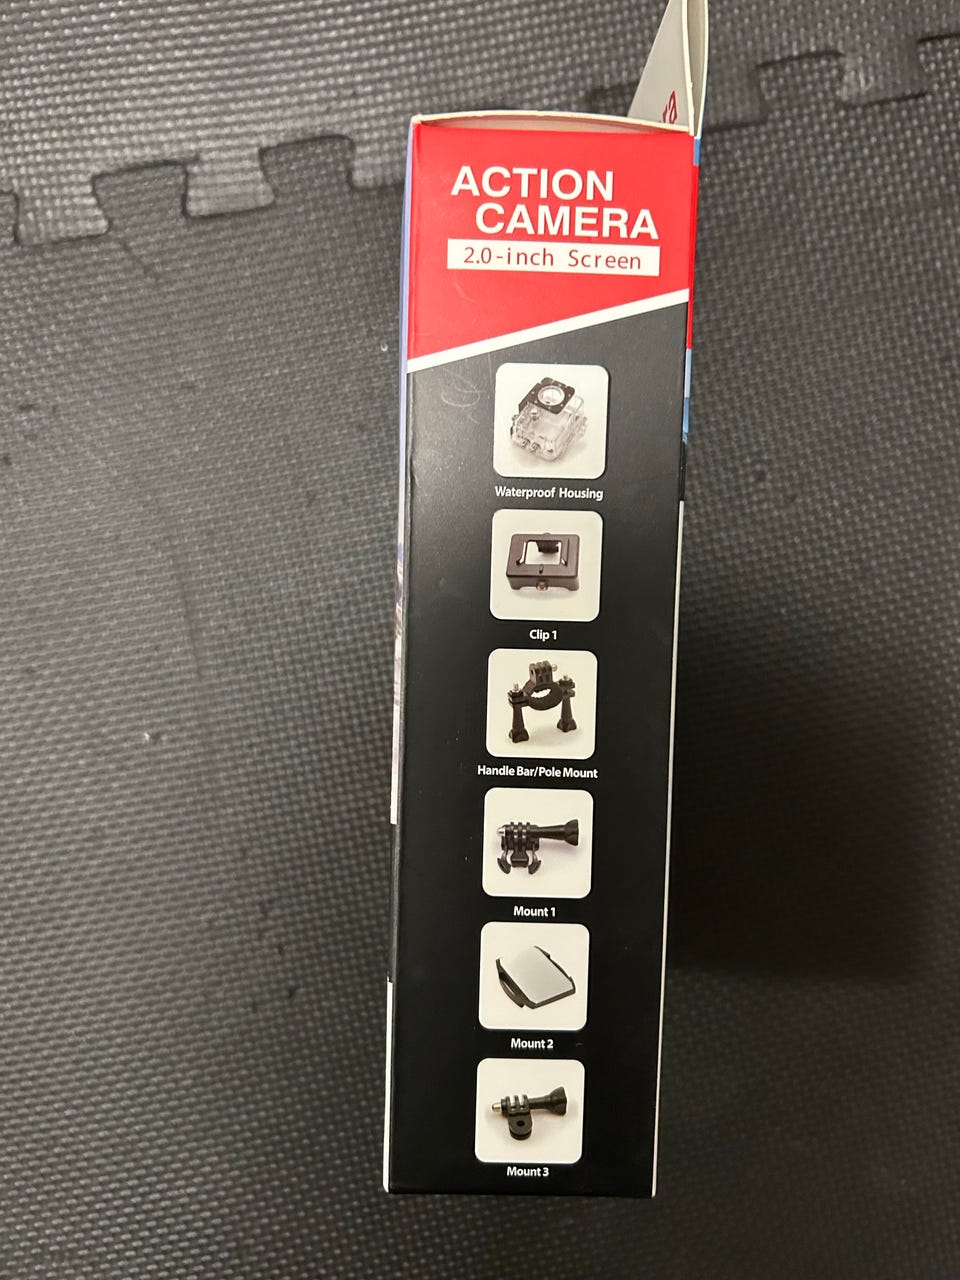 ACTION
CAMERA
2.0-inch Screen
Waterproof Housing
Clip 1
Handle Bar/Pole Mount
Mount 1
Mount 2
Mount 3